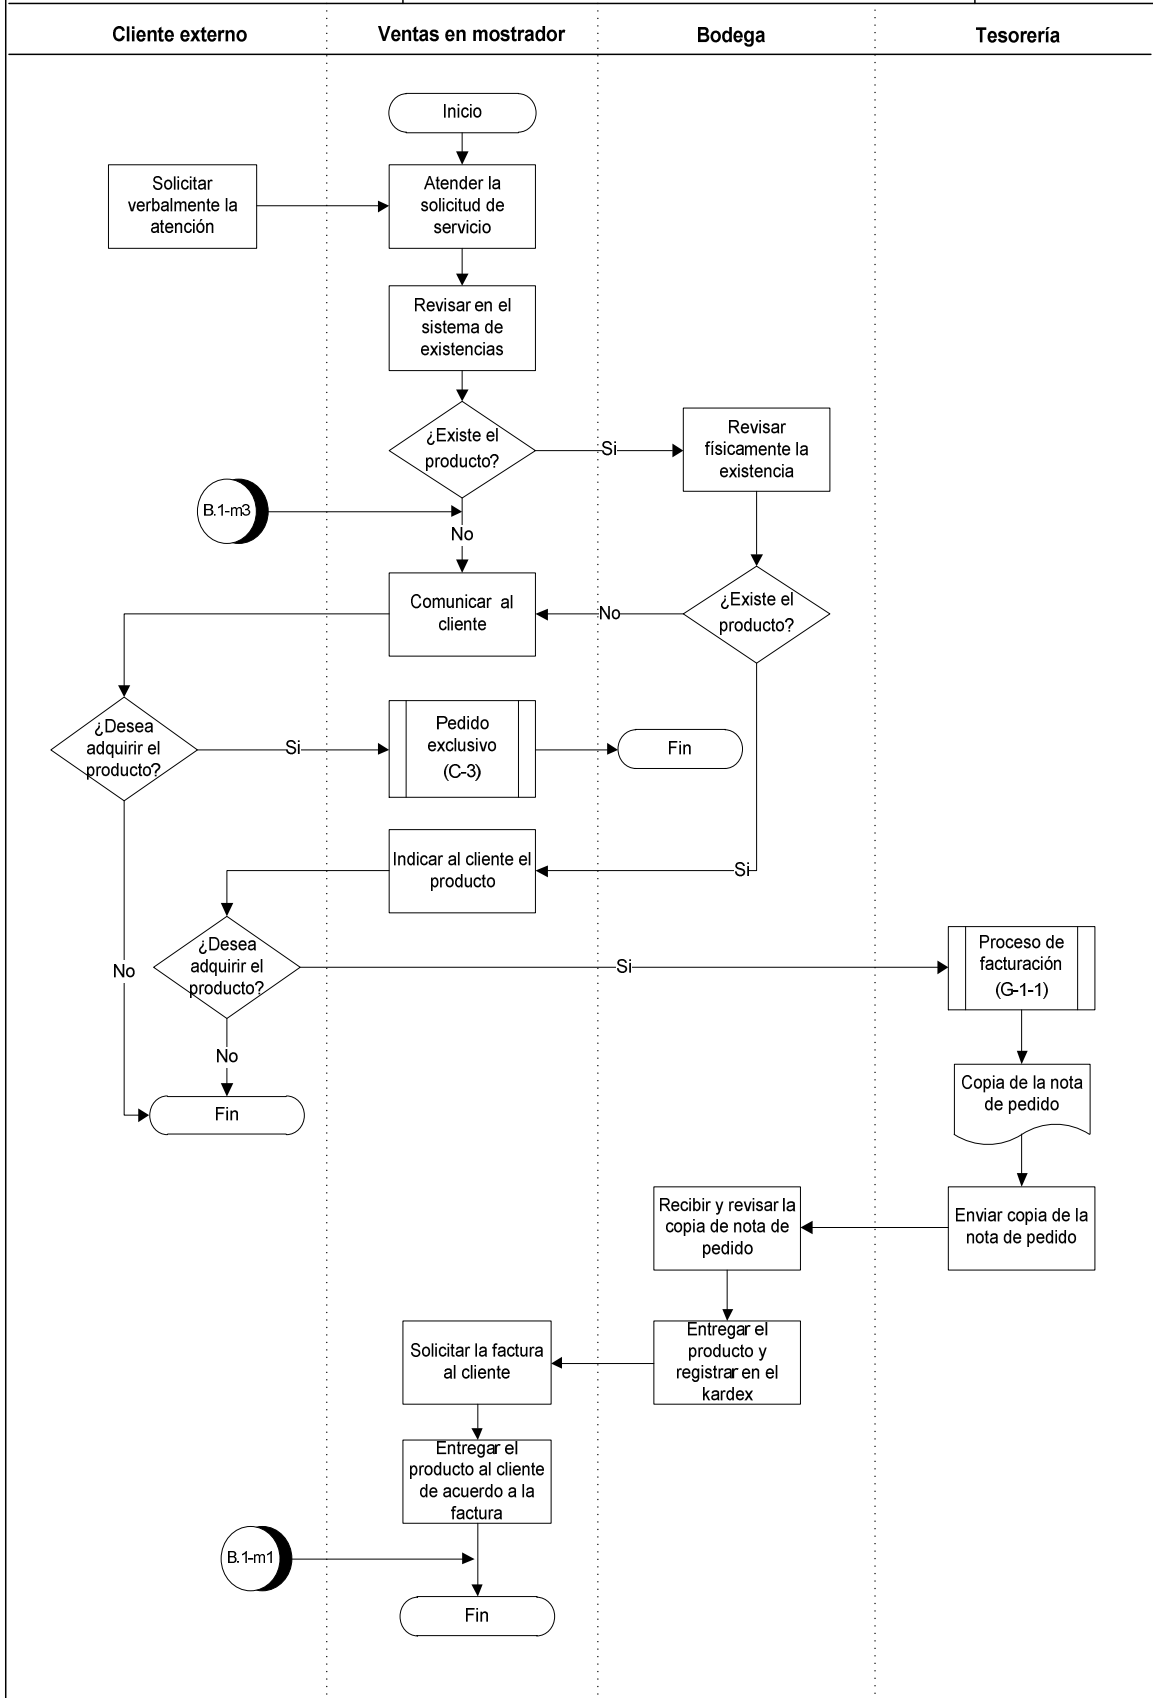 Cliente externo
Ventas en mostrador
Bodega
Tesorería
Inicio
Solicitar
verbalmente la
atención
Atender la
solicitud de
servicio
Revisar en el
sistema de
existencias
¿Existe el
producto?
Si
Revisar
físicamente la
existencia
B.1-m3
No
Comunicar al
cliente
No
¿Existe el
producto?
¿Desea
adquirir el
producto?
Si
Pedido
exclusivo
(C-3)
Fin
Indicar al cliente el
producto
Si
No
¿Desea
adquirir el
producto?
Si
Proceso de
facturación
(G-1-1)
No
Fin
Copia de la nota
de pedido
Enviar copia de la
nota de pedido
Recibir y revisar la
copia de nota de
pedido
Entregar el
producto y
registrar en el
kardex
Solicitar la factura
al cliente
Entregar el
producto al cliente
de acuerdo a la
factura
B.1-m1
Fin